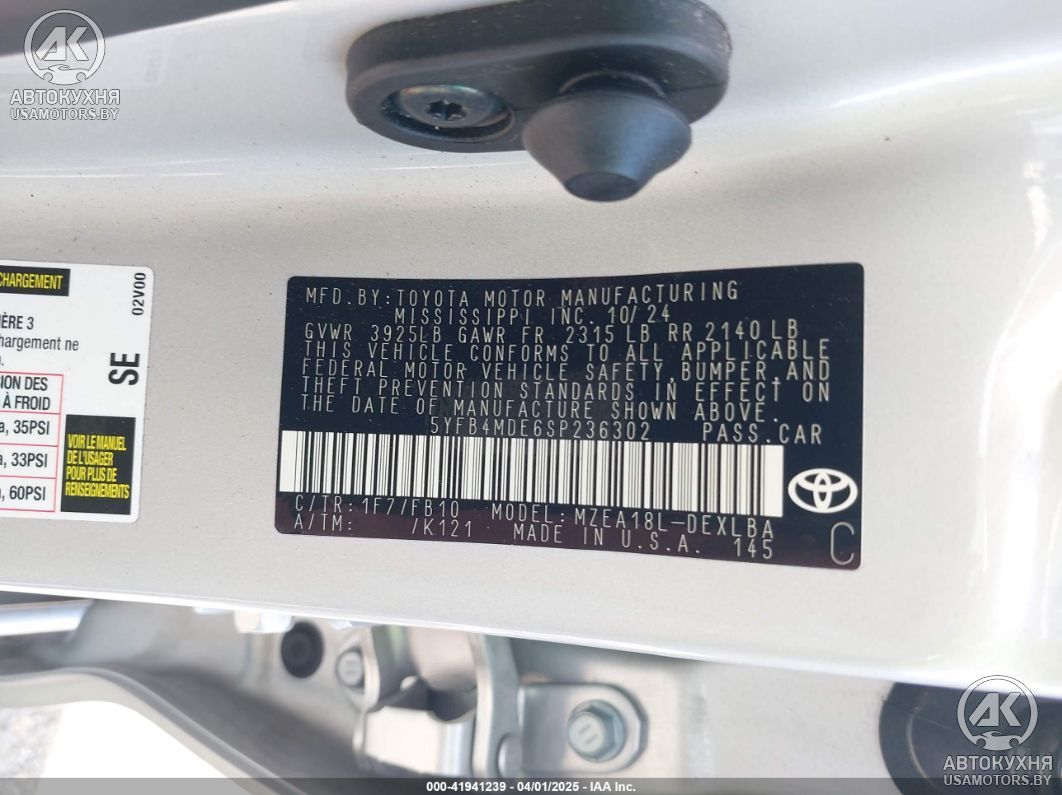 АВТОКУХНЯ
USAMOTORS.BY
CHARGEMENT
02V00
IÈRE 3
chargement ne
SE
SION DES
À FROID
a, 35PSI
a, 33PSI
a, 60PSI
VOIR LE MANUEL
DE L'USAGER
POUR PLUS DE
RENSEIGNEMENTS
MFD.BY:TOYOTA MOTOR MANUFACTURING
MISSISSIPPI INC. 10/24
GVWR 3925LB GAWR FR 2315 LB RR 2140 LB
THIS VEHICLE CONFORMS TO ALL APPLICABLE
FEDERAL MOTOR VEHICLE SAFETY,BUMPER,AND
THEFT PREVENTION STANDARDS IN EFFECT ON
THE DATE OF MANUFACTURE SHOWN ABOVE.
5YFB4MDE6SP236302 PASS.CAR
C/TR:1F7/FB10 MODEL:MZEA18L-DEXLBA
A/TM: /K121 MADE IN U.S.A. 145
C
АВТОКУХНЯ
USAMOTORS.BY
000-41941239 - 04/01/2025 - IAA Inc.